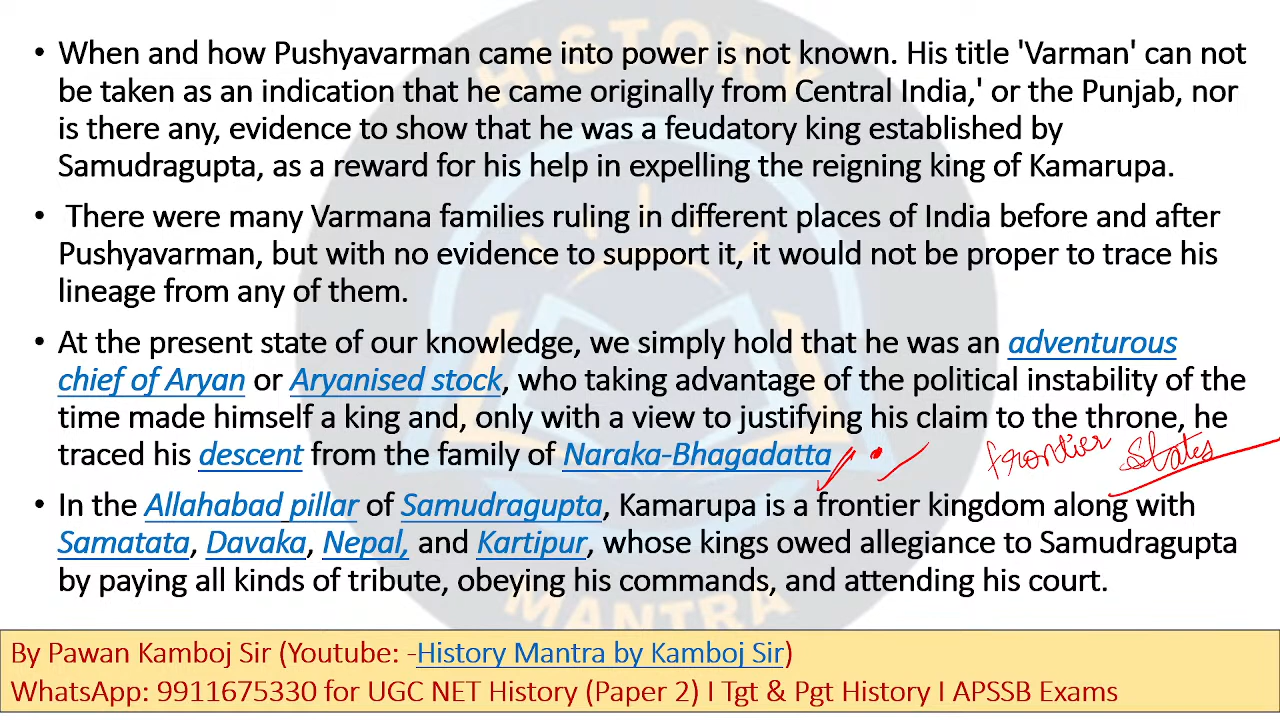 HISTORY
• When and how Pushyavarman came into power is not known. His title 'Varman' can not
be taken as an indication that he came originally from Central India,' or the Punjab, nor
is there any, evidence to show that he was a feudatory king established by
Samudragupta, as a reward for his help in expelling the reigning king of Kamarupa.
• There were many Varmana families ruling in different places of India before and after
Pushyavarman, but with no evidence to support it, it would not be proper to trace his
lineage from any of them.
• At the present state of our knowledge, we simply hold that he was an adventurous
chief of Aryan or Aryanised stock, who taking advantage of the political instability of the
time made himself a king and, only with a view to justifying his claim to the throne, he
traced his descent from the family of Naraka-Bhagadatta
frontier states
• In the Allahabad pillar of Samudragupta, Kamarupa is a frontier kingdom along with
Samatata, Davaka, Nepal, and Kartipur, whose kings owed allegiance to Samudragupta
by paying all kinds of tribute, obeying his commands, and attending his court.
MANTRA
By Pawan Kamboj Sir (Youtube: -History Mantra by Kamboj Sir)
WhatsApp: 9911675330 for UGC NET History (Paper 2) I Tgt & Pgt History I APSSB Exams